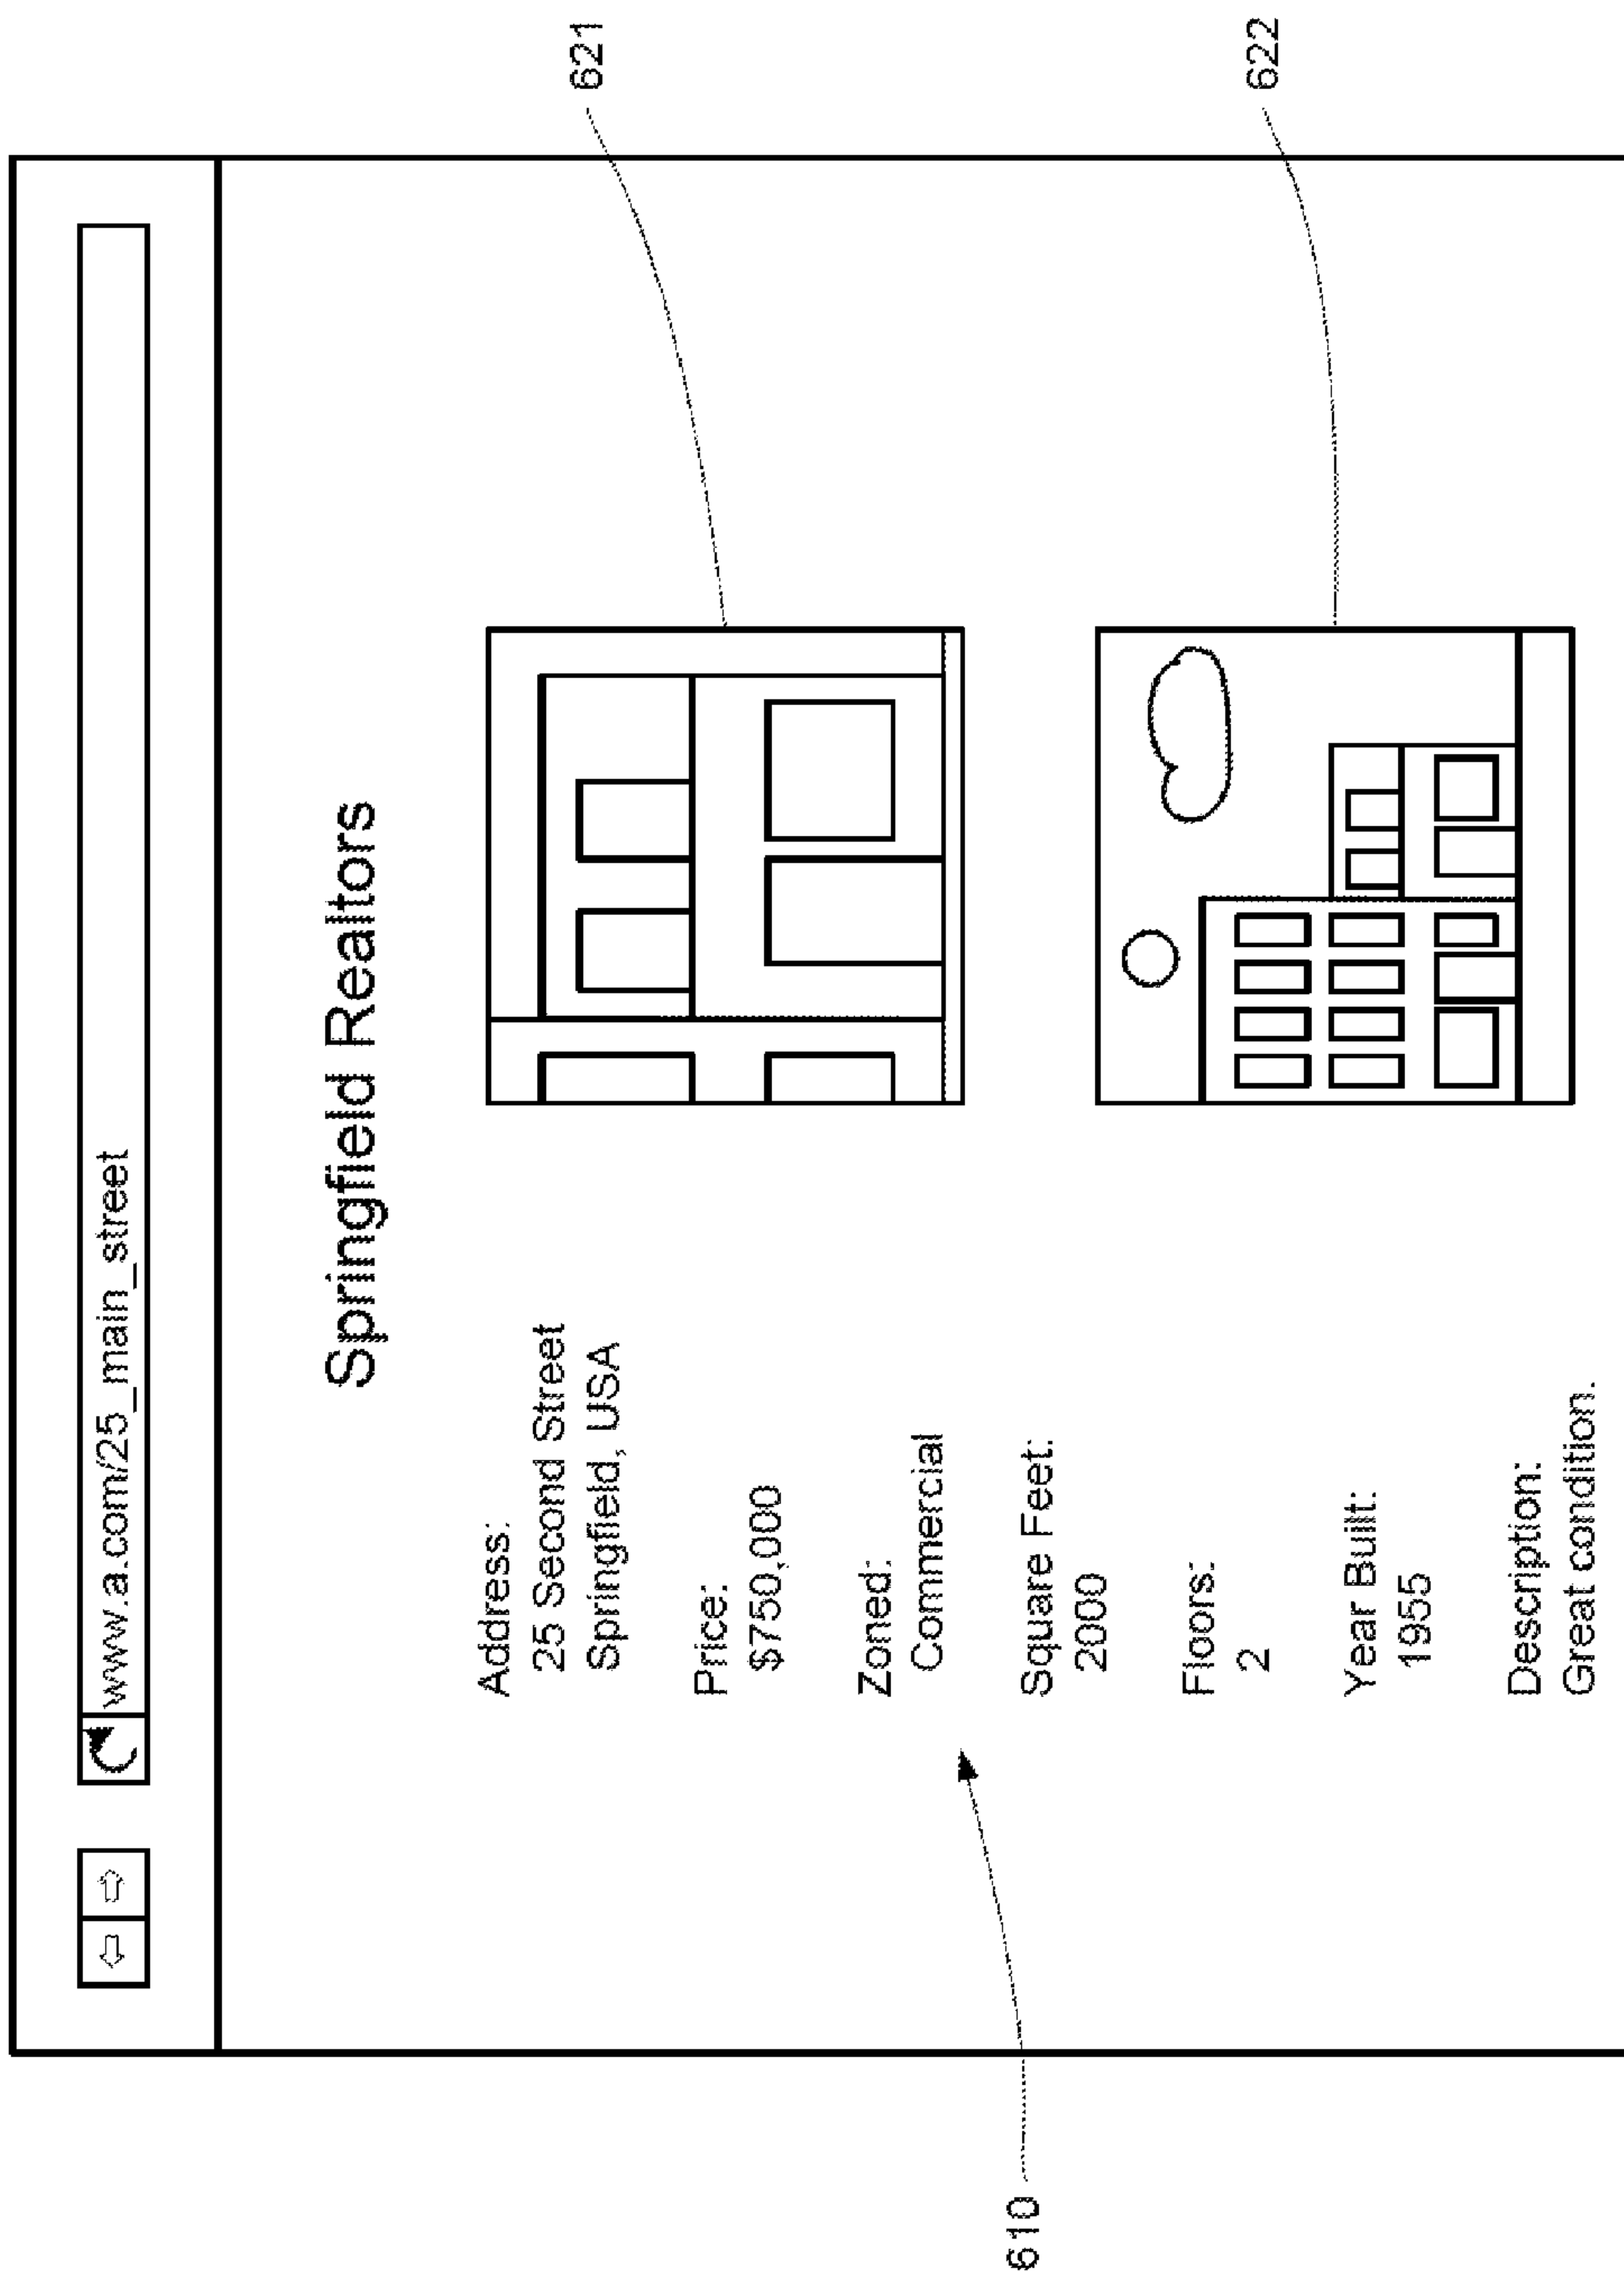 www.a.com/25_main_street
Springfield Realtors
Address:
25 Second Street
Springfield, USA
Price:
$750,000
Zoned:
Commercial
Square Feet:
2000
Floors:
2
Year Built:
1955
Description:
Great condition.
610
621
622